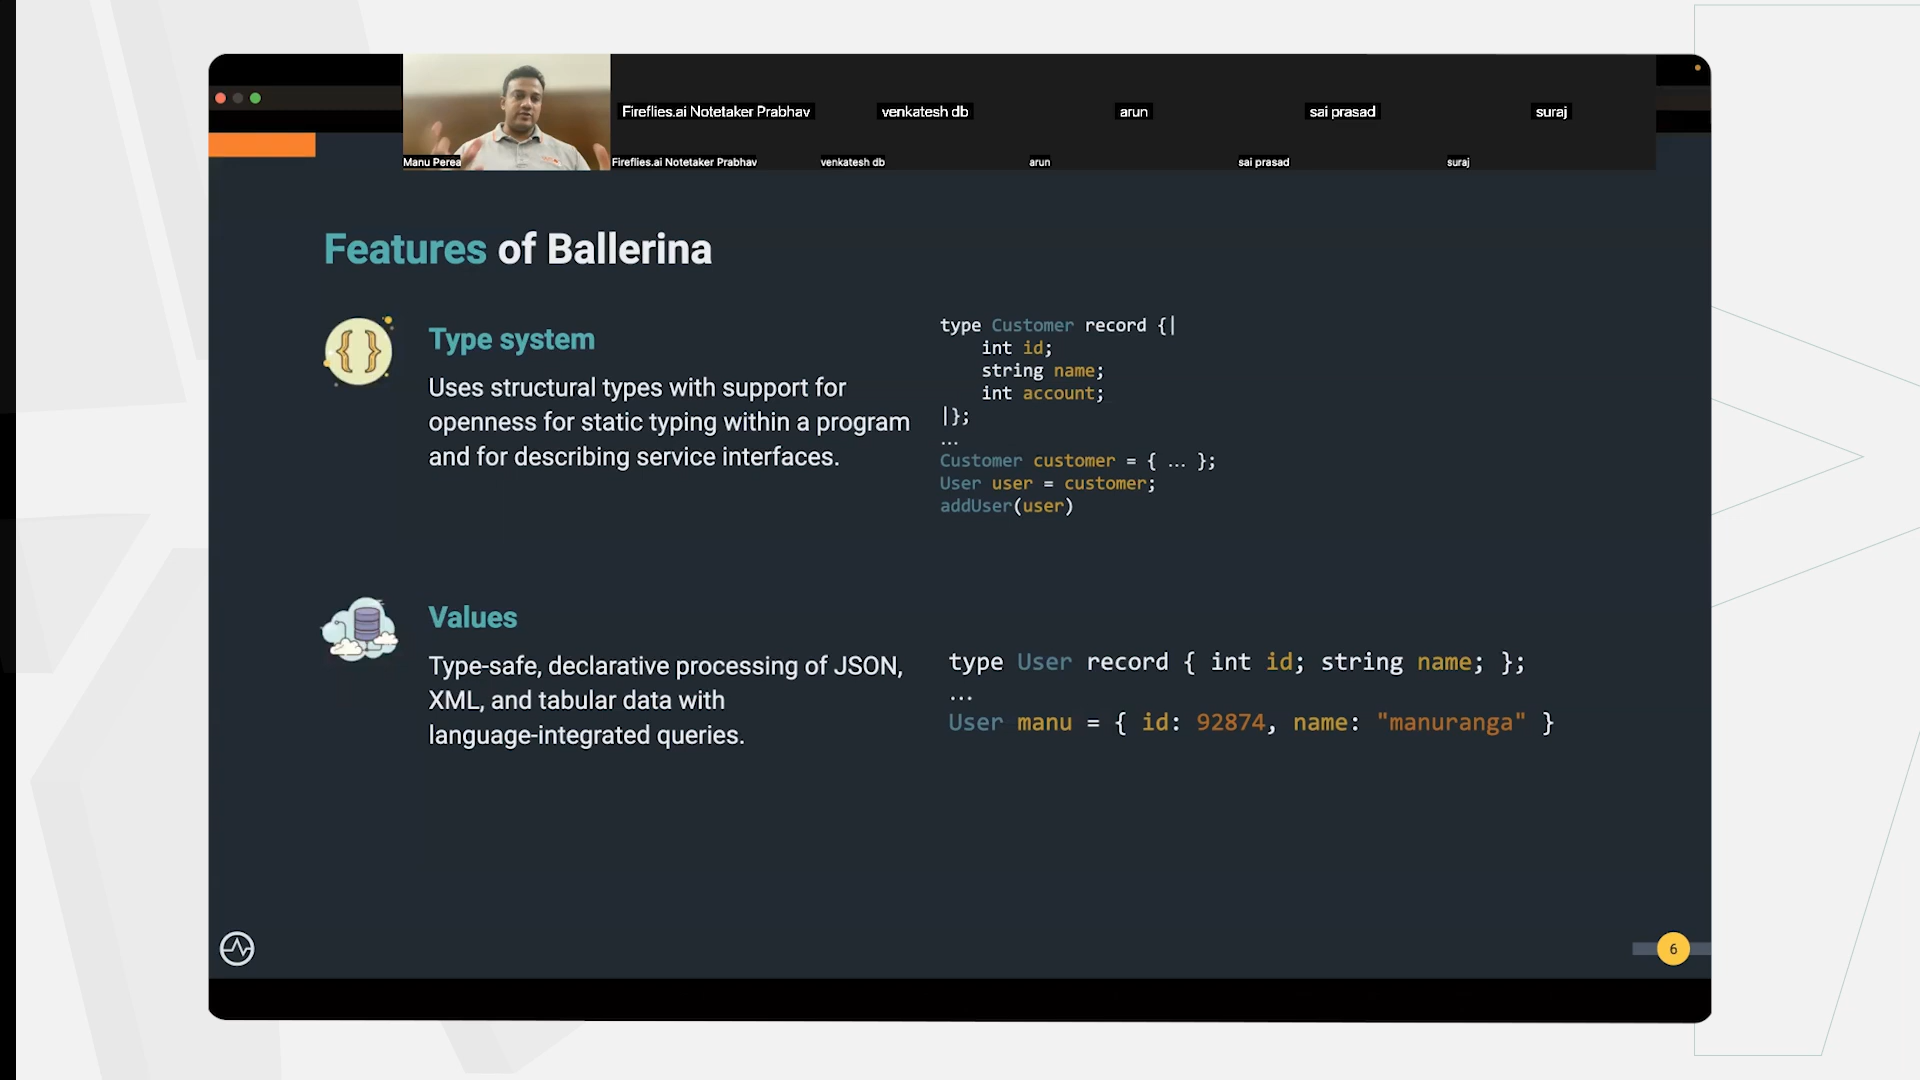 Fireflies.ai Notetaker Prabhav
venkatesh db
arun
sai prasad
suraj
Manu Perea
Fireflies.ai Notetaker Prabhav
venkatesh db
arun
sai prasad
suraj
Features of Ballerina
Type system
Uses structural types with support for
openness for static typing within a program
and for describing service interfaces.
type Customer record {|
int id;
string name;
int account;
|};
...
Customer customer = { ... };
User user = customer;
addUser(user)
Values
Type-safe, declarative processing of JSON,
XML, and tabular data with
language-integrated queries.
type User record { int id; string name; };
...
User manu = { id: 92874, name: "manuranga" }
6